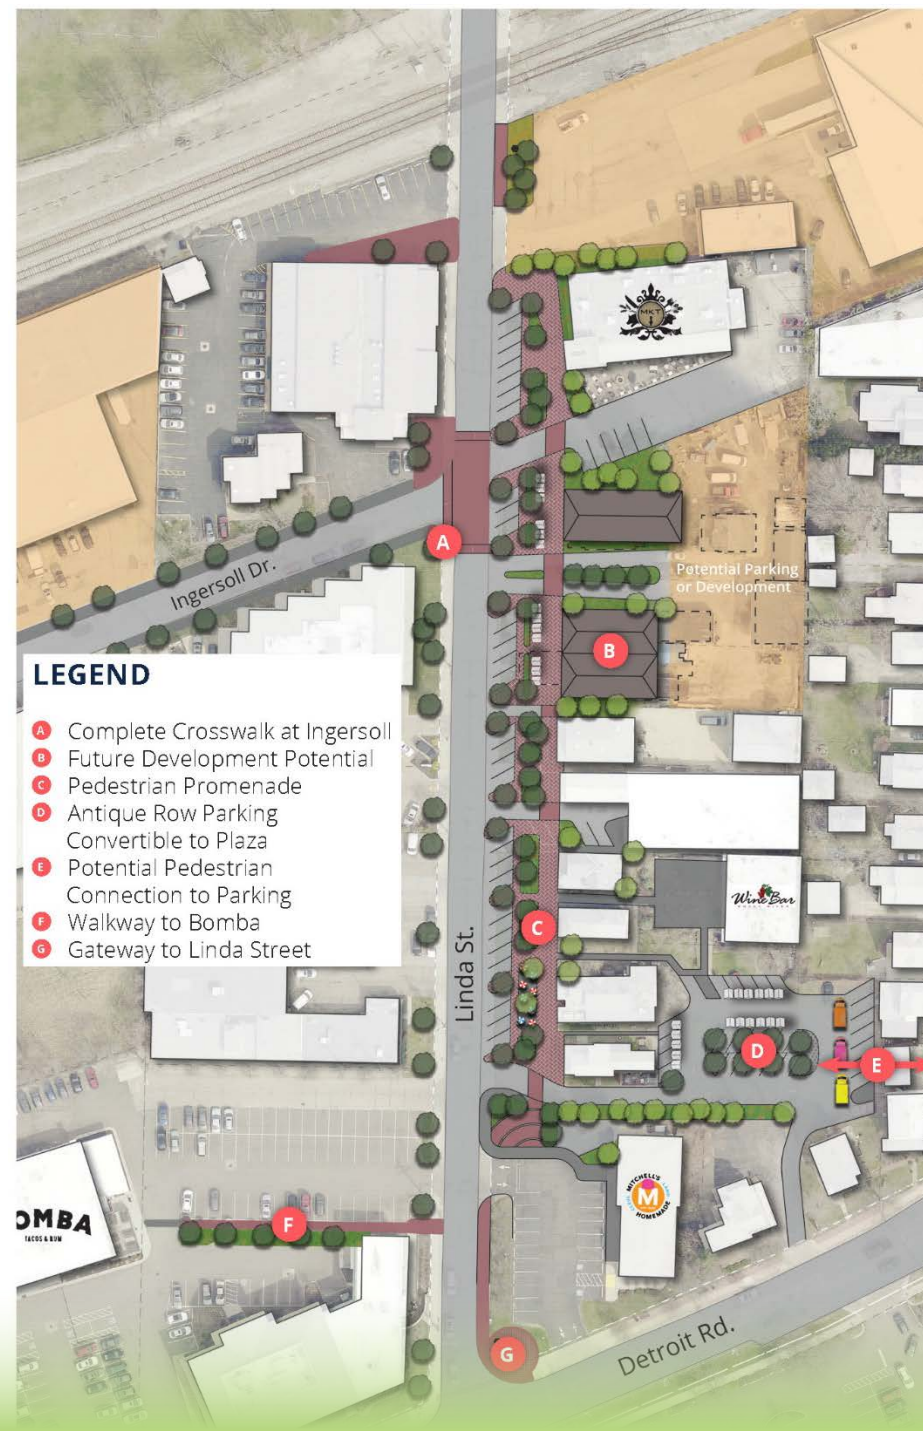 MKT
A
Ingersoll Dr.
Potential Parking
or Development
B
LEGEND
A Complete Crosswalk at Ingersoll
B Future Development Potential
C Pedestrian Promenade
D Antique Row Parking
Convertible to Plaza
E Potential Pedestrian
Connection to Parking
F Walkway to Bomba
G Gateway to Linda Street
Wine Bar
C
Linda St.
D
E
MITCHELL'S
M
HOMEMADE
OMBA
TACOS & RUM
F
G
Detroit Rd.